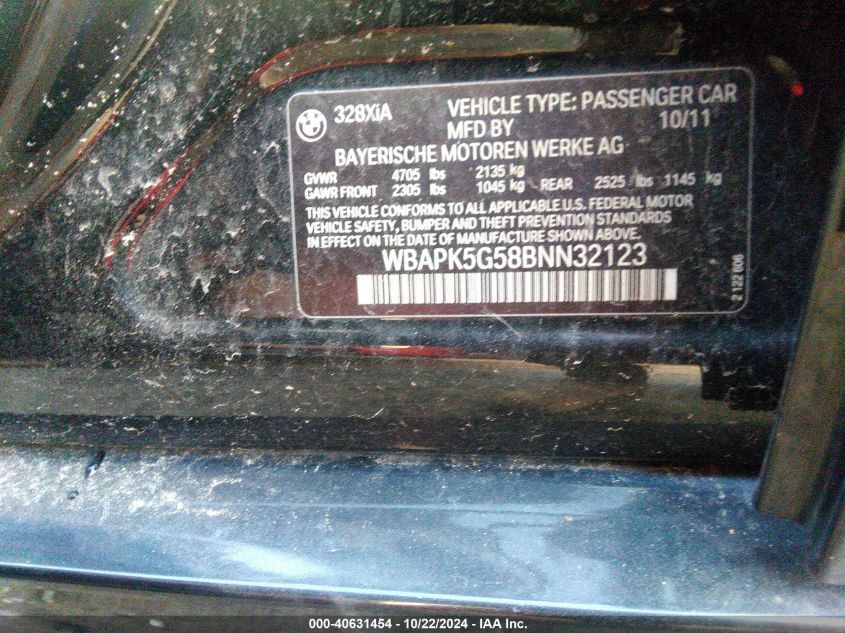 328XiA VEHICLE TYPE: PASSENGER CAR
MFD BY 10/11
BAYERISCHE MOTOREN WERKE AG
GVWR 4705 lbs 2135 kg
GAWR FRONT 2305 lbs 1045 kg REAR 2525 lbs 1145 kg
THIS VEHICLE CONFORMS TO ALL APPLICABLE U.S. FEDERAL MOTOR
VEHICLE SAFETY, BUMPER AND THEFT PREVENTION STANDARDS
IN EFFECT ON THE DATE OF MANUFACTURE SHOWN ABOVE.
WBAPK5G58BNN32123
2 122 606
000-40631454 - 10/22/2024 - IAA Inc.